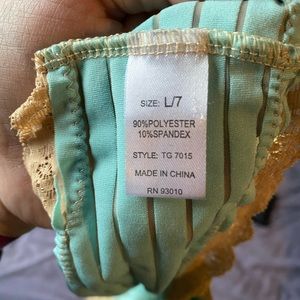 SIZE: L/7
90%POLYESTER
10%SPANDEX
STYLE: TG 7015
MADE IN CHINA
RN 93010